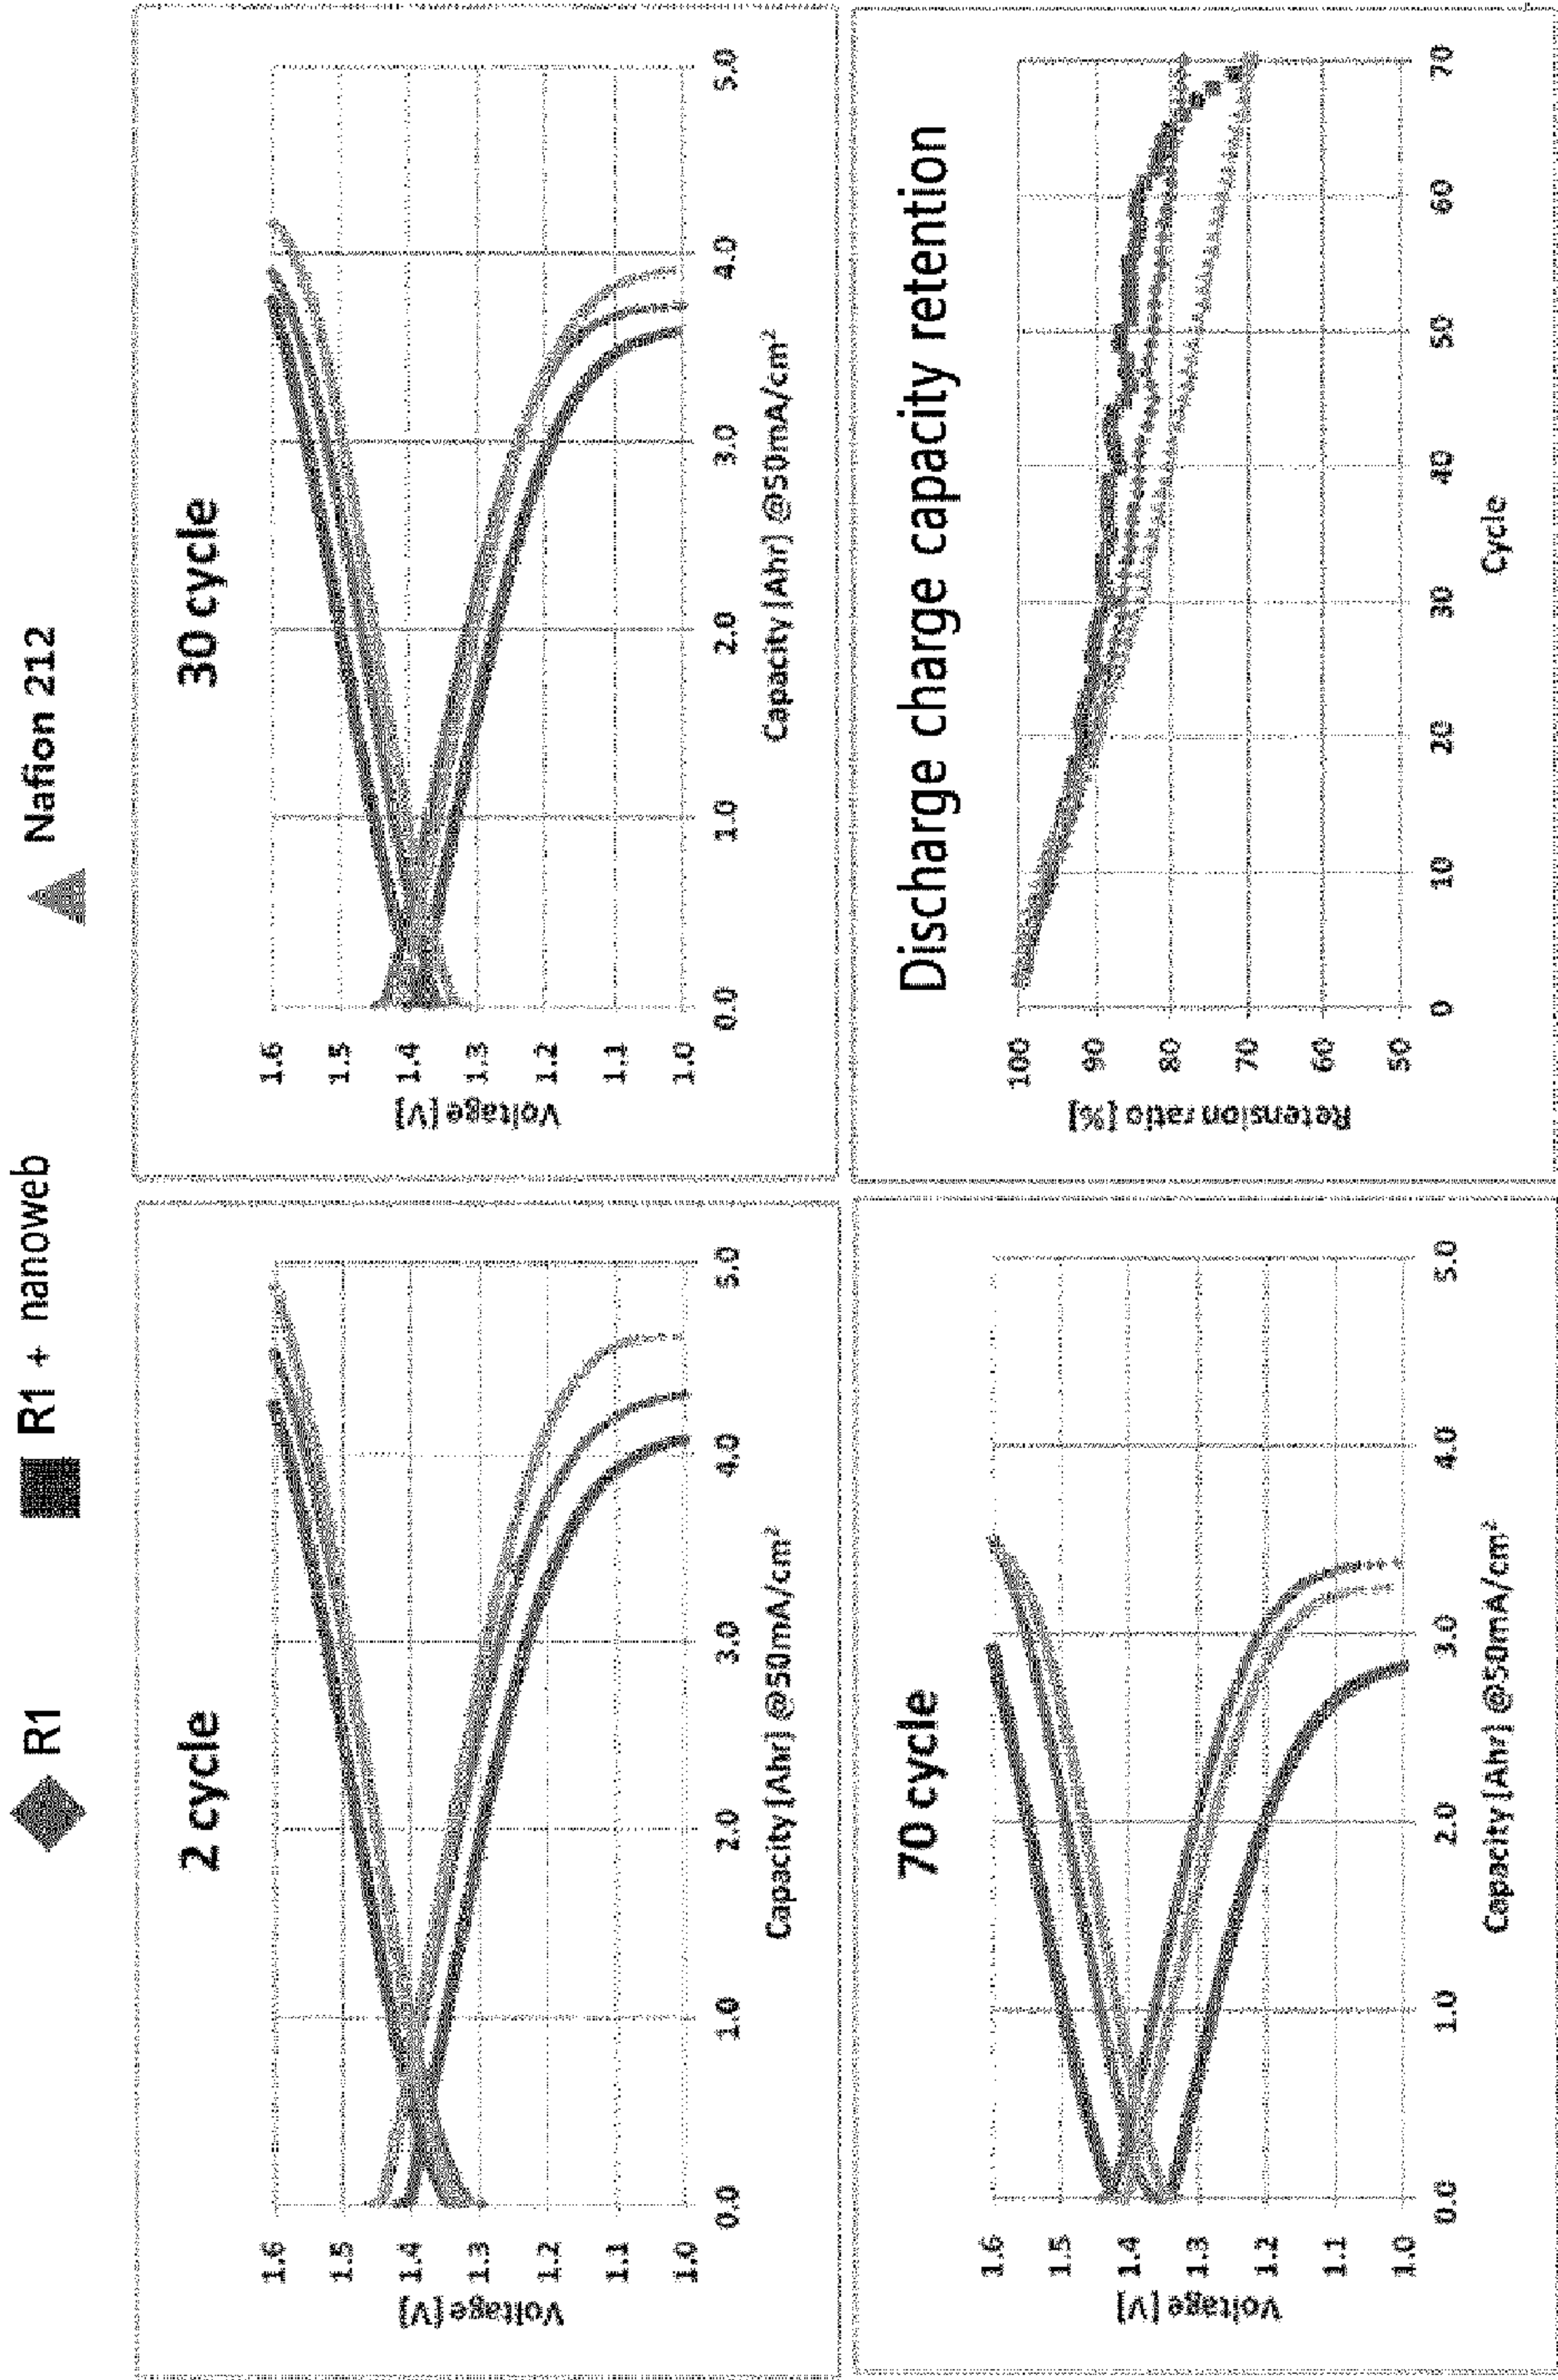 R1
R1 + nanoweb
Nafion 212
2 cycle
Voltage [V]
1.6
1.5
1.4
1.3
1.2
1.1
1.0
0.0 1.0 2.0 3.0 4.0 5.0
Capacity [Ahr] @50mA/cm²
30 cycle
Voltage [V]
1.6
1.5
1.4
1.3
1.2
1.1
1.0
0.0 1.0 2.0 3.0 4.0 5.0
Capacity [Ahr] @50mA/cm²
70 cycle
Voltage [V]
1.6
1.5
1.4
1.3
1.2
1.1
1.0
0.0 1.0 2.0 3.0 4.0 5.0
Capacity [Ahr] @50mA/cm²
Discharge charge capacity retention
Retension ratio [%]
100
90
80
70
60
50
0 10 20 30 40 50 60 70
Cycle